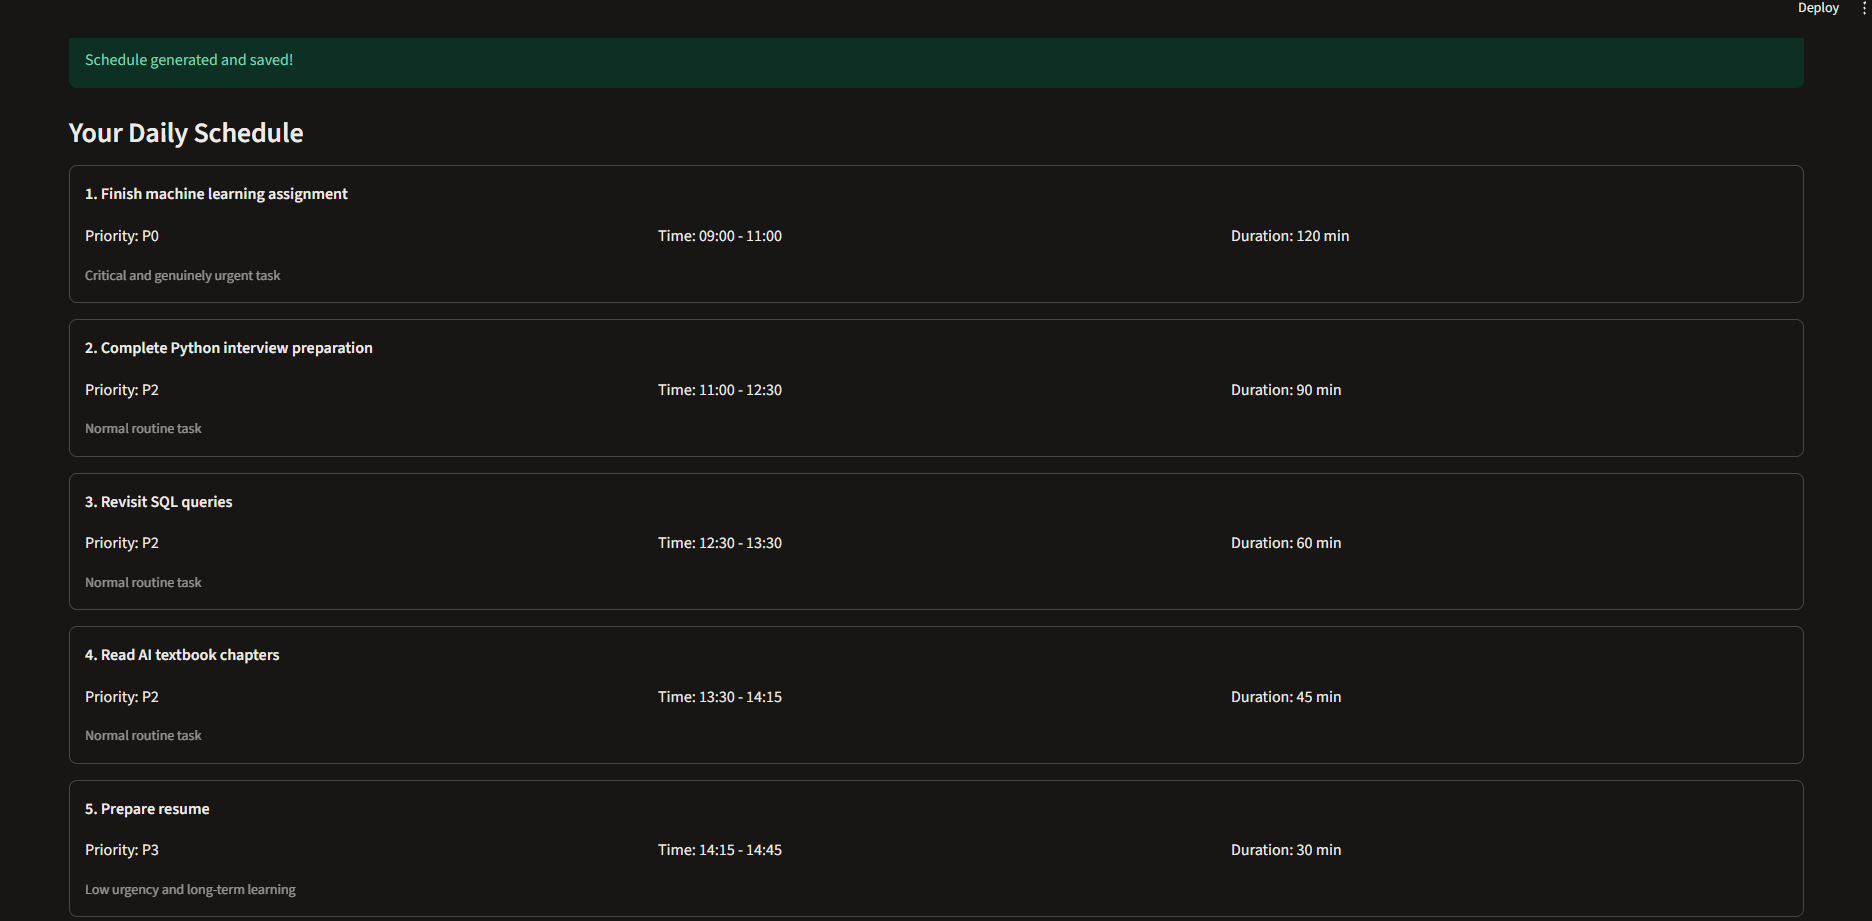 Deploy
Schedule generated and saved!
Your Daily Schedule
1. Finish machine learning assignment
Priority: P0 Time: 09:00 - 11:00 Duration: 120 min
Critical and genuinely urgent task
2. Complete Python interview preparation
Priority: P2 Time: 11:00 - 12:30 Duration: 90 min
Normal routine task
3. Revisit SQL queries
Priority: P2 Time: 12:30 - 13:30 Duration: 60 min
Normal routine task
4. Read AI textbook chapters
Priority: P2 Time: 13:30 - 14:15 Duration: 45 min
Normal routine task
5. Prepare resume
Priority: P3 Time: 14:15 - 14:45 Duration: 30 min
Low urgency and long-term learning